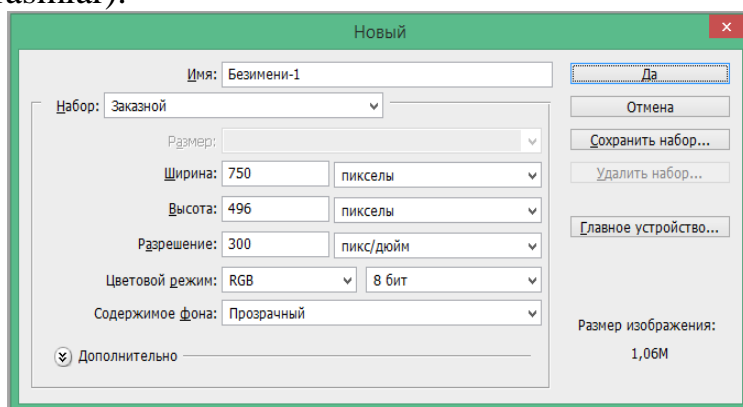 Новый
Имя: Безимени-1
Да
Набор: Заказной
Отмена
Размер:
Сохранить набор...
Ширина: 750 пикселы
Удалить набор...
Высота: 496 пикселы
Главное устройство...
Разрешение: 300 пикс/дюйм
Цветовой режим: RGB 8 бит
Содержимое фона: Прозрачный
Размер изображения:
1,06M
Дополнительно